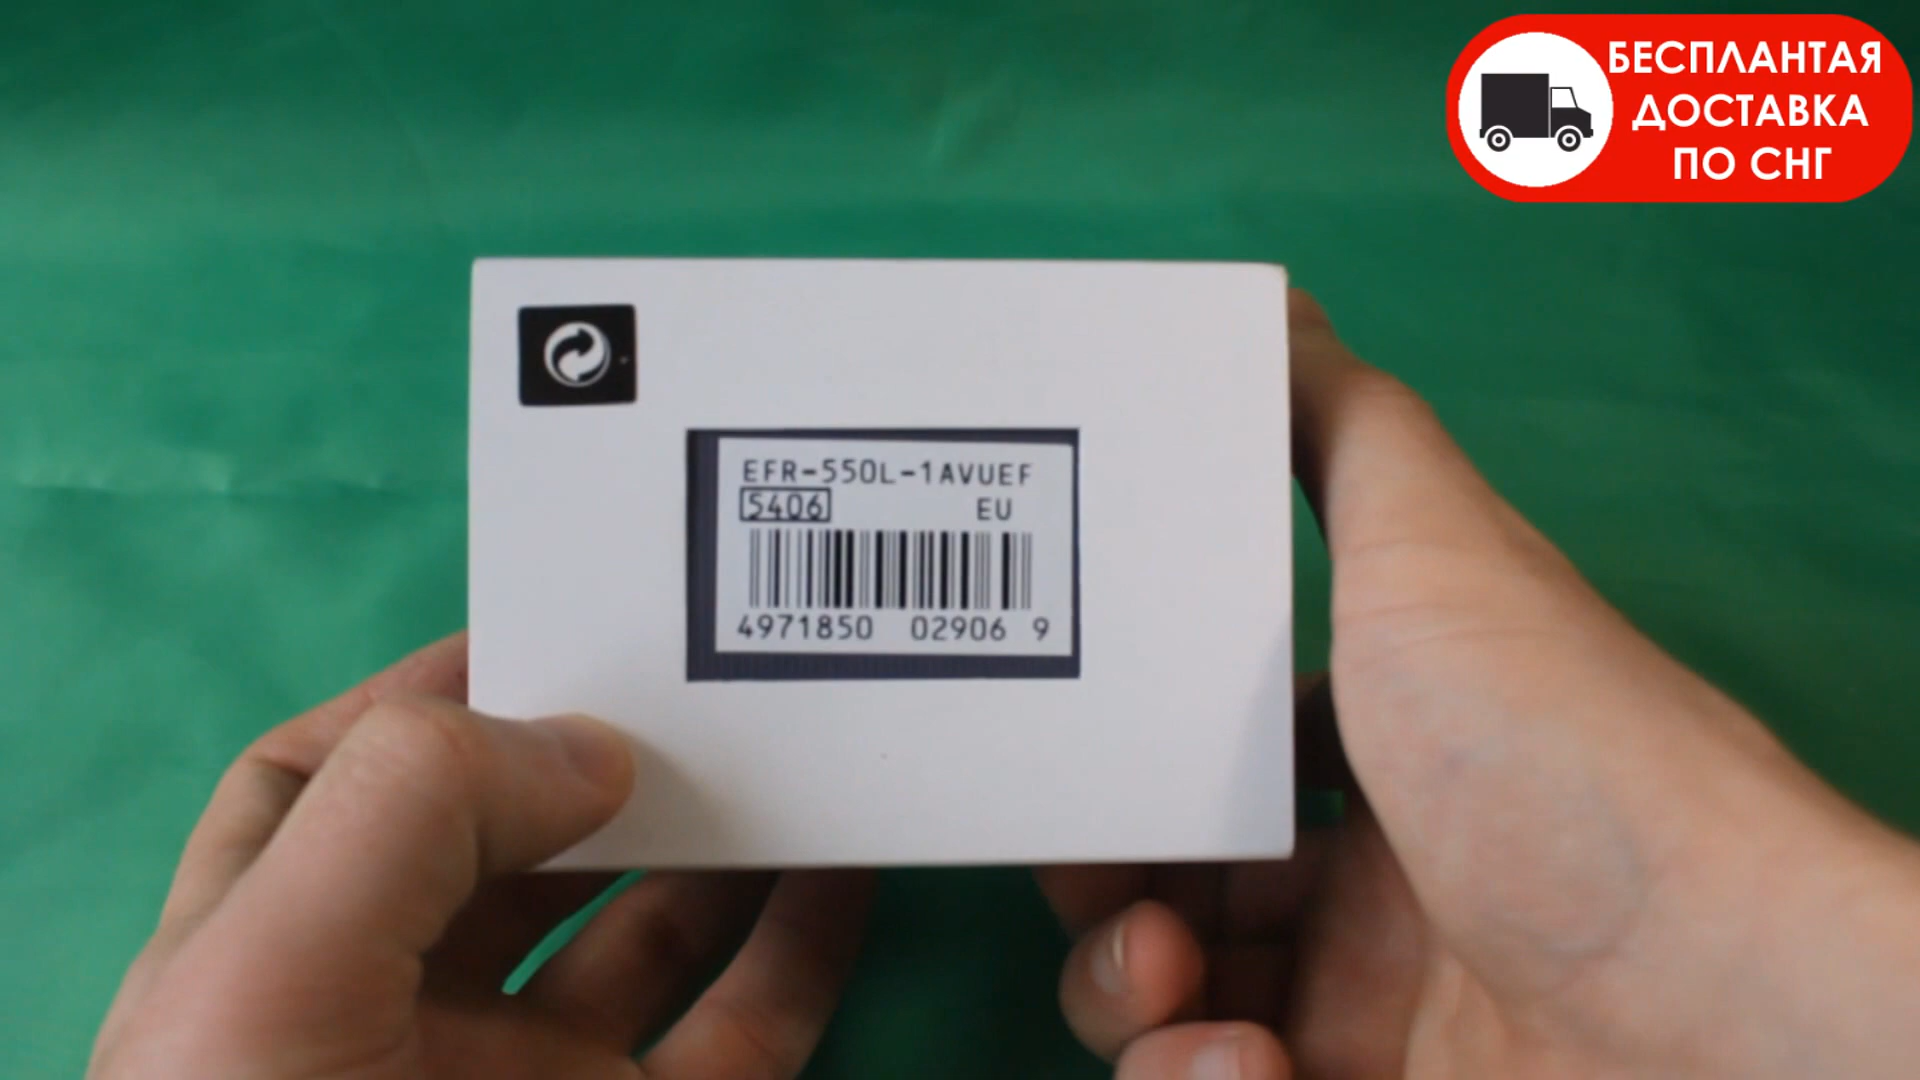 БЕСПЛАНТАЯ
ДОСТАВКА
ПО СНГ
EFR-550L-1AVUEF
5406 EU
4971850 02906 9